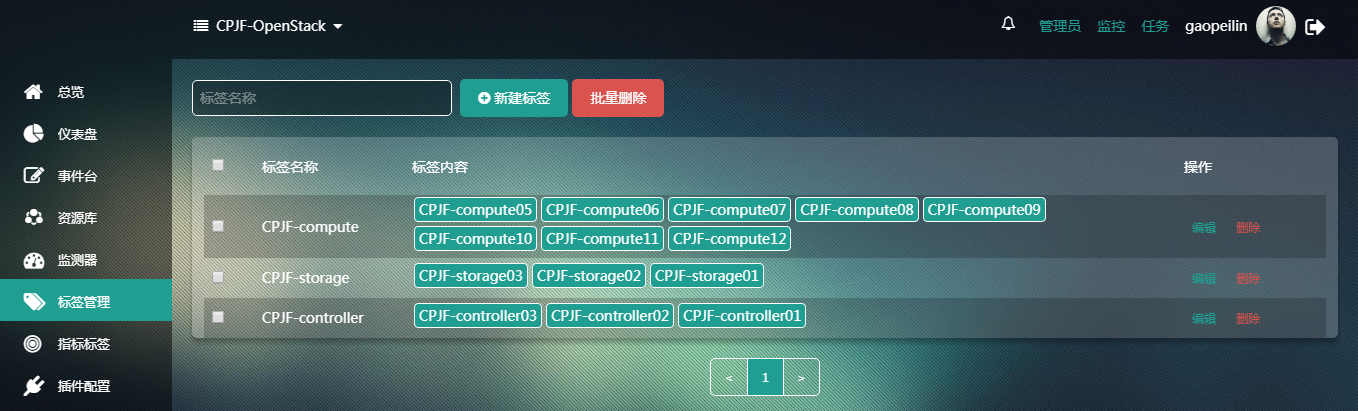 CPJF-OpenStack 管理员 监控 任务 gaopeilin
总览
仪表盘
事件台
资源库
监测器
标签管理
指标标签
插件配置
标签名称 新建标签 批量删除
标签名称 标签内容 操作
CPJF-compute CPJF-compute05 CPJF-compute06 CPJF-compute07 CPJF-compute08 CPJF-compute09
CPJF-compute10 CPJF-compute11 CPJF-compute12 编辑 删除
CPJF-storage CPJF-storage03 CPJF-storage02 CPJF-storage01 编辑 删除
CPJF-controller CPJF-controller03 CPJF-controller02 CPJF-controller01 编辑 删除
< 1 >